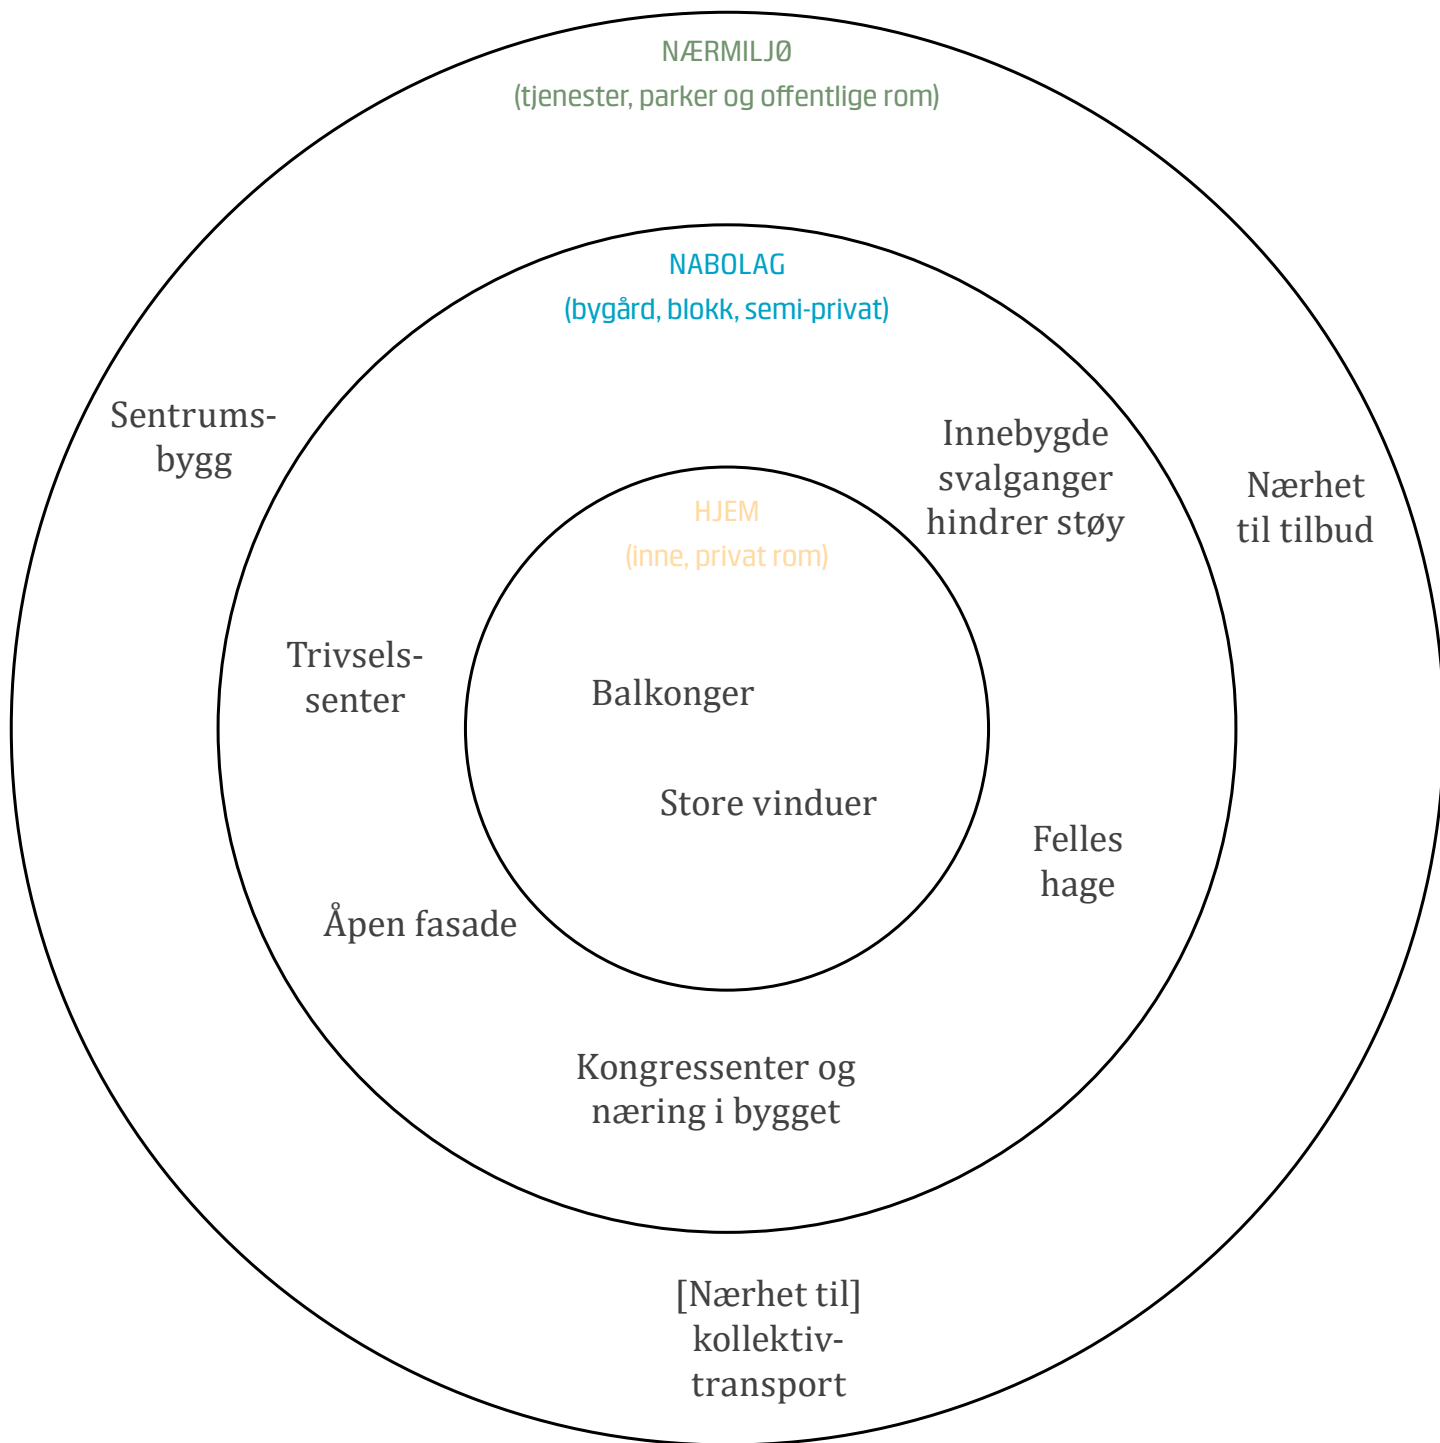 NÆRMILJØ
(tjenester, parker og offentlige rom)
NABOLAG
(bygård, blokk, semi-privat)
Sentrums-
bygg
Innebygde
svalganger
hindrer støy
Nærhet
til tilbud
HJEM
(inne, privat rom)
Trivsels-
senter
Balkonger
Store vinduer
Felles
hage
Åpen fasade
Kongressenter og
næring i bygget
[Nærhet til]
kollektiv-
transport